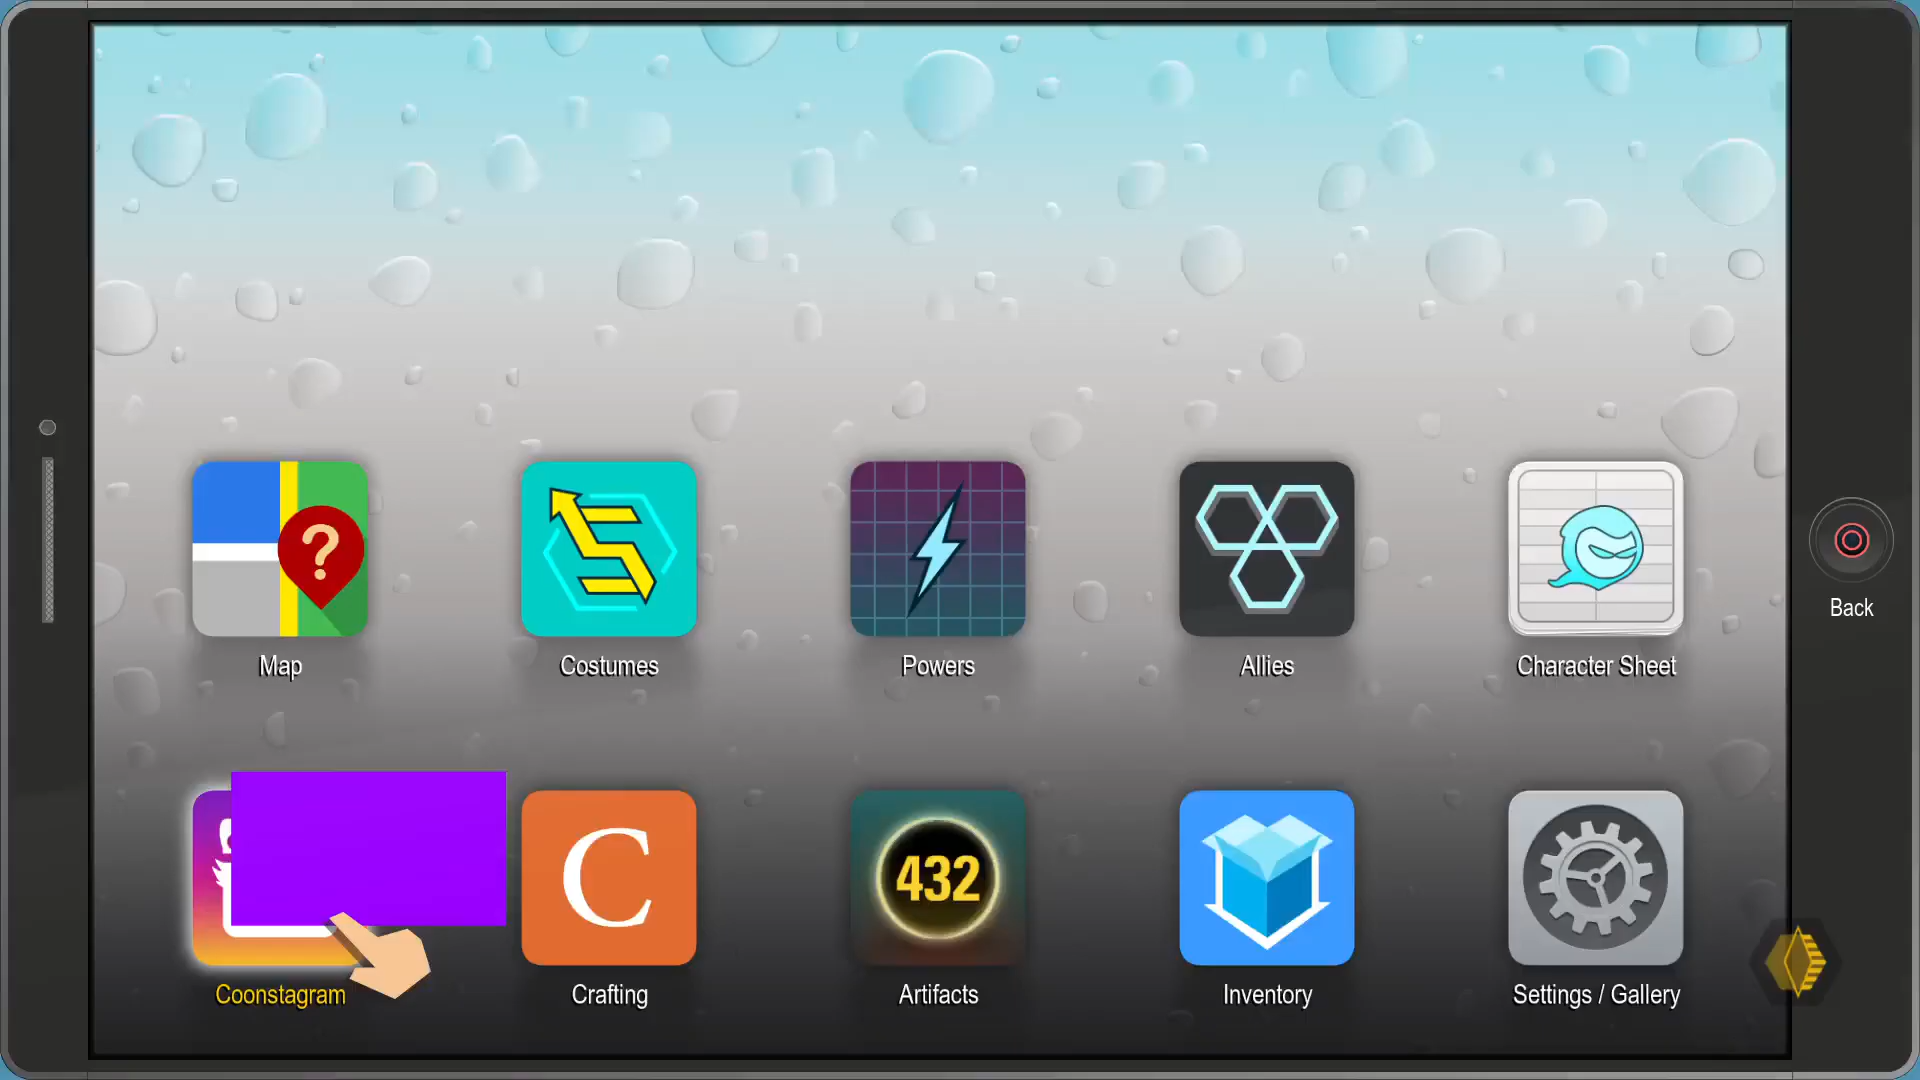 ?
Map
Costumes
Powers
Allies
Character Sheet
Back
C
432
Coonstagram
Crafting
Artifacts
Inventory
Settings / Gallery